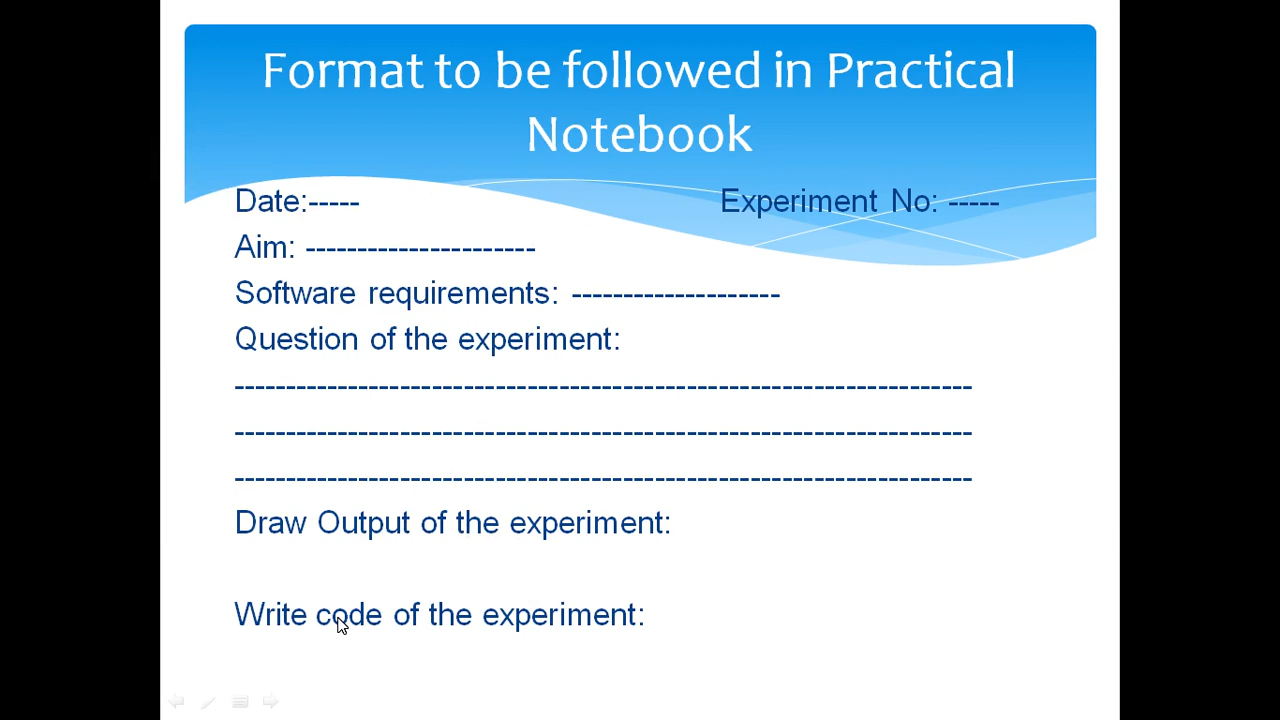 Format to be followed in Practical
Notebook
Date:----- Experiment No: -----
Aim: ----------------------
Software requirements: --------------------
Question of the experiment:
------------------------------------------------------------------------
------------------------------------------------------------------------
------------------------------------------------------------------------
Draw Output of the experiment:
Write code of the experiment: